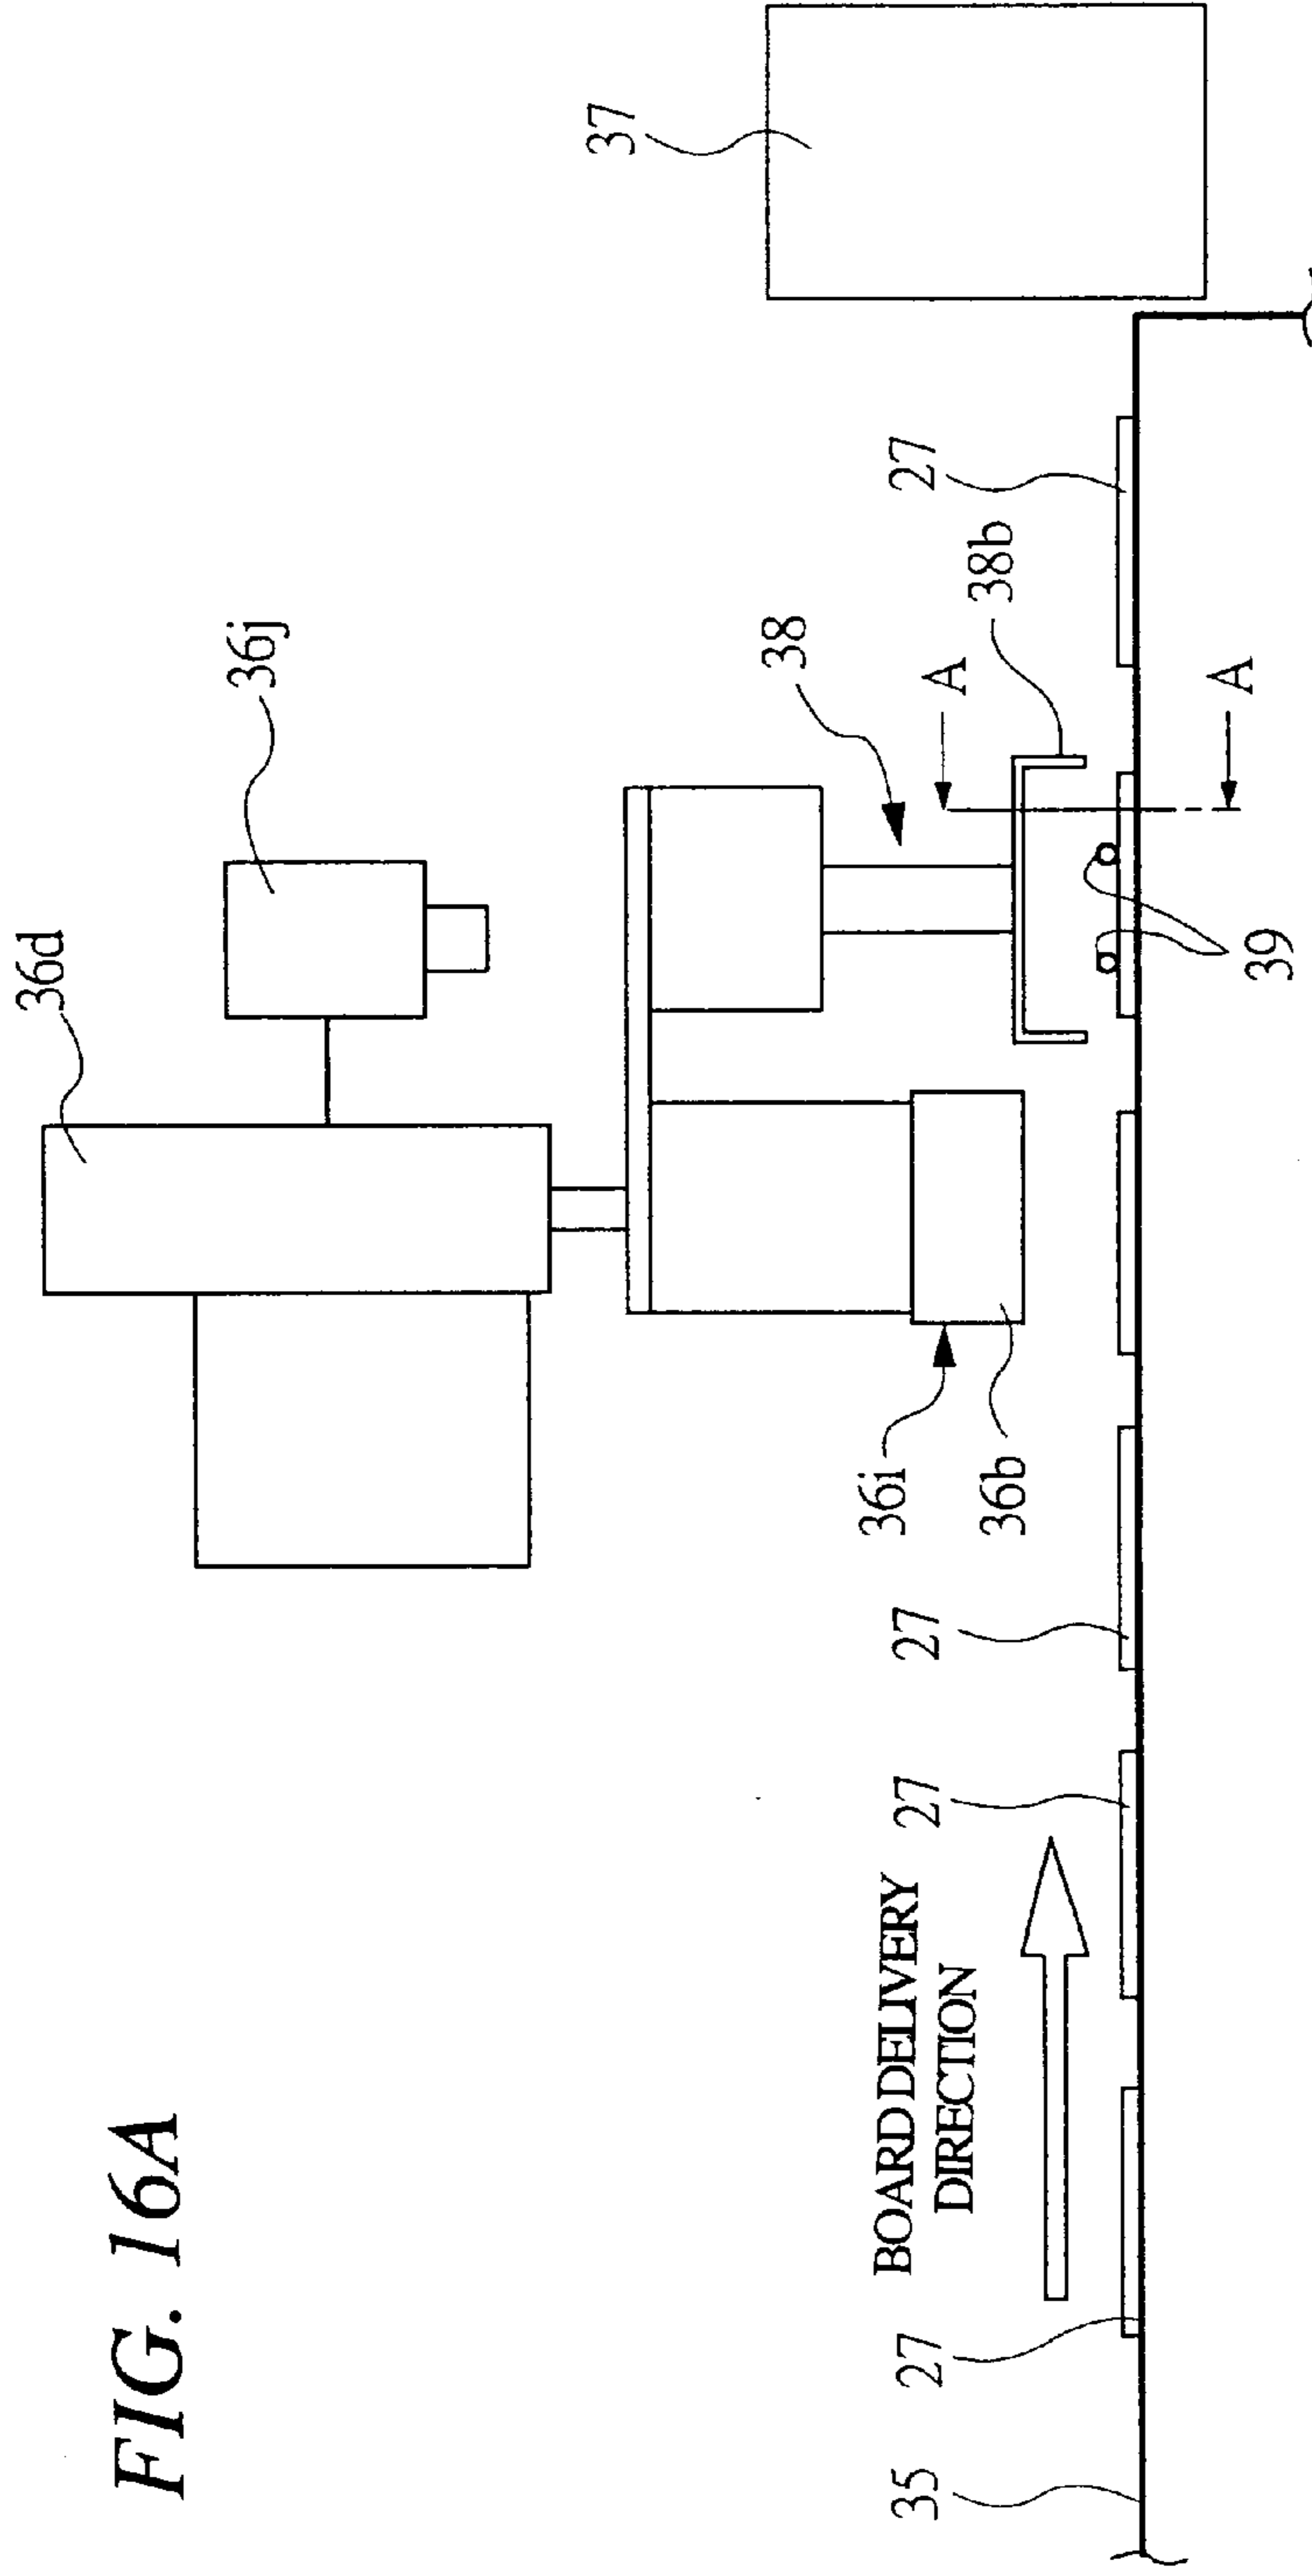 FIG. 16A
36d
36j
37
38
A
38b
27
A
39
36i
36b
27
27
BOARD DELIVERY
DIRECTION
27
35